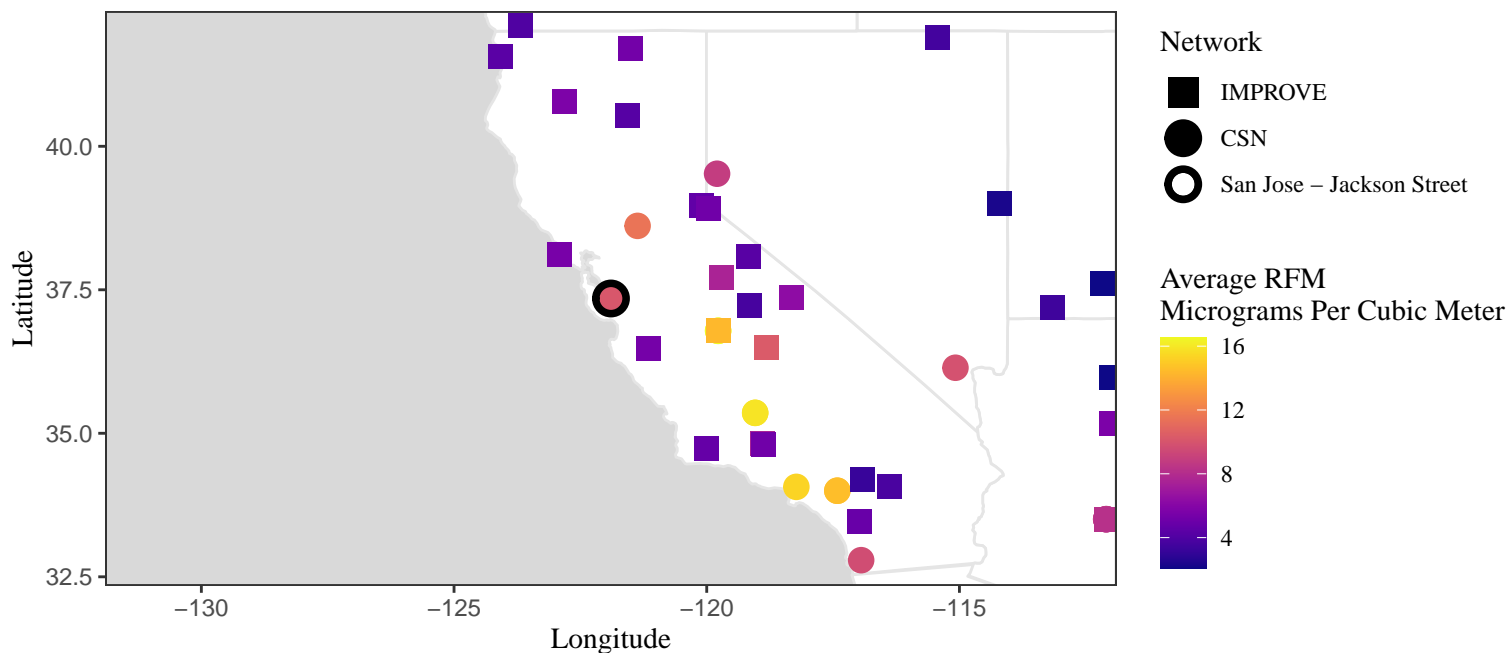 40.0
37.5
35.0
32.5
Latitude
−130
−125
−120
−115
Longitude
Network
IMPROVE
CSN
San Jose − Jackson Street
Average RFM
Micrograms Per Cubic Meter
16
12
8
4